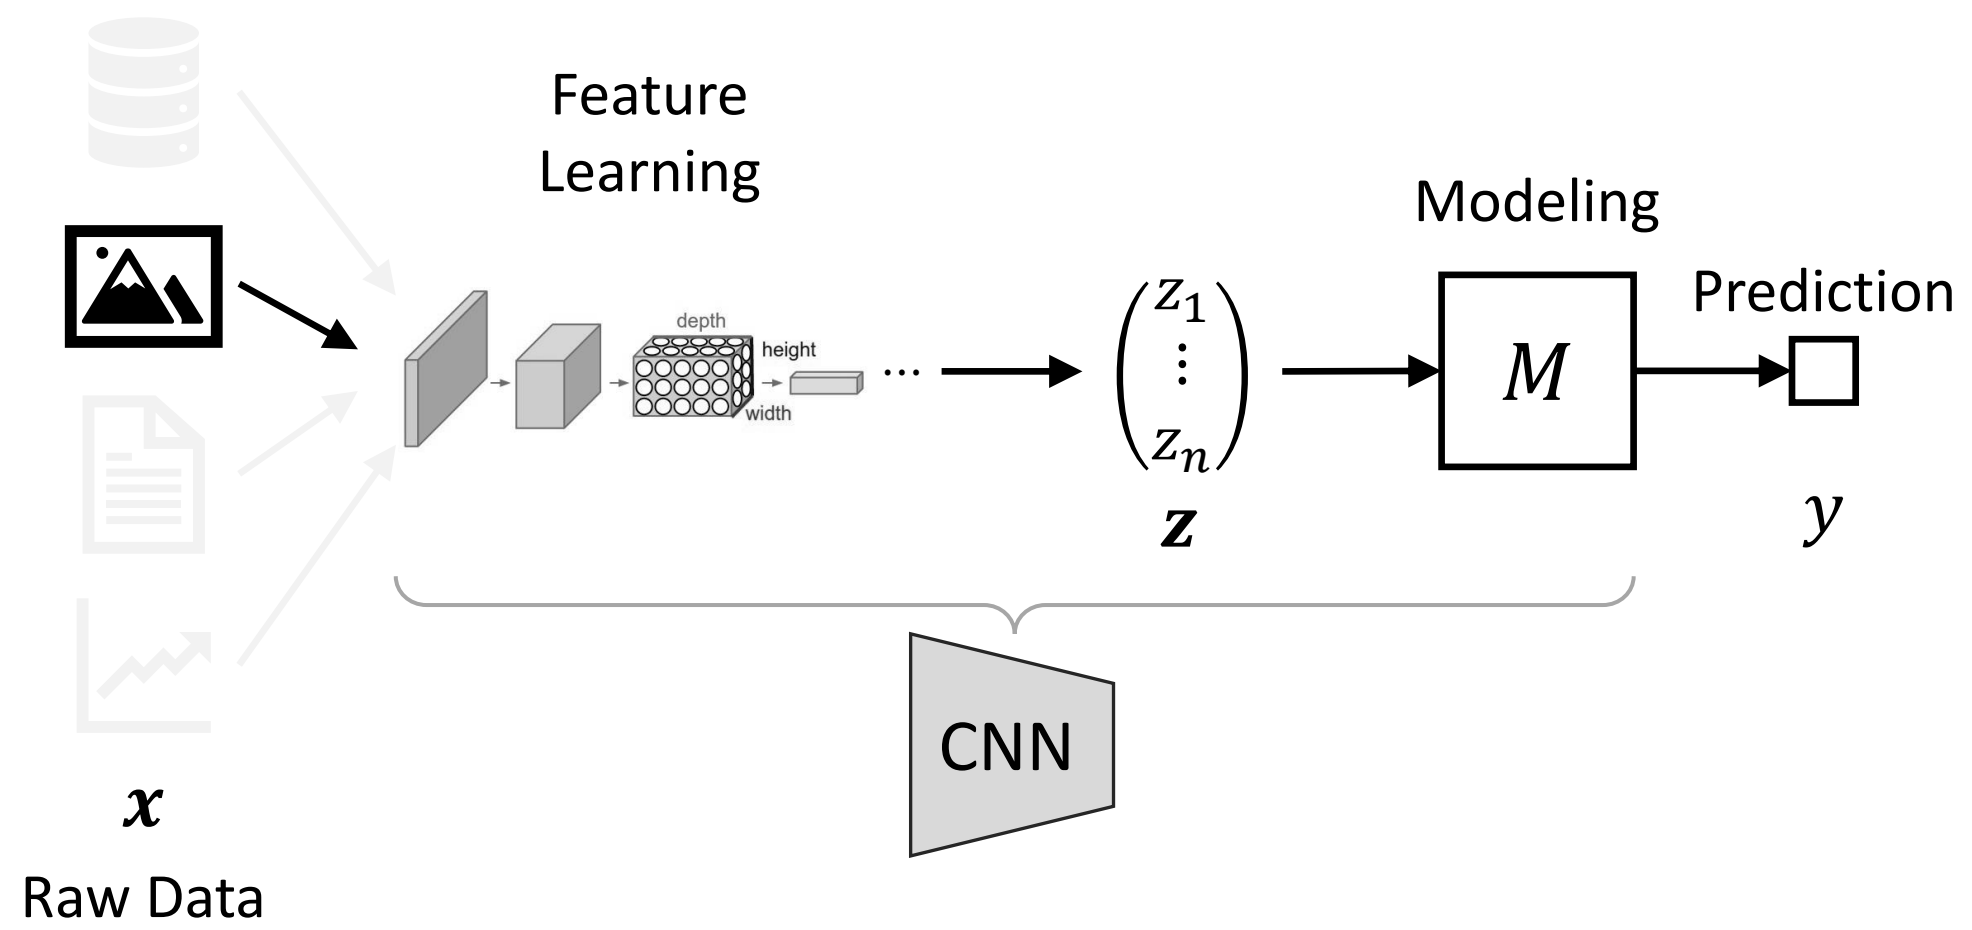 Feature
Learning
Modeling
Prediction
depth
height
width
...
z₁
⋮
zₙ
M
z
y
CNN
x
Raw Data